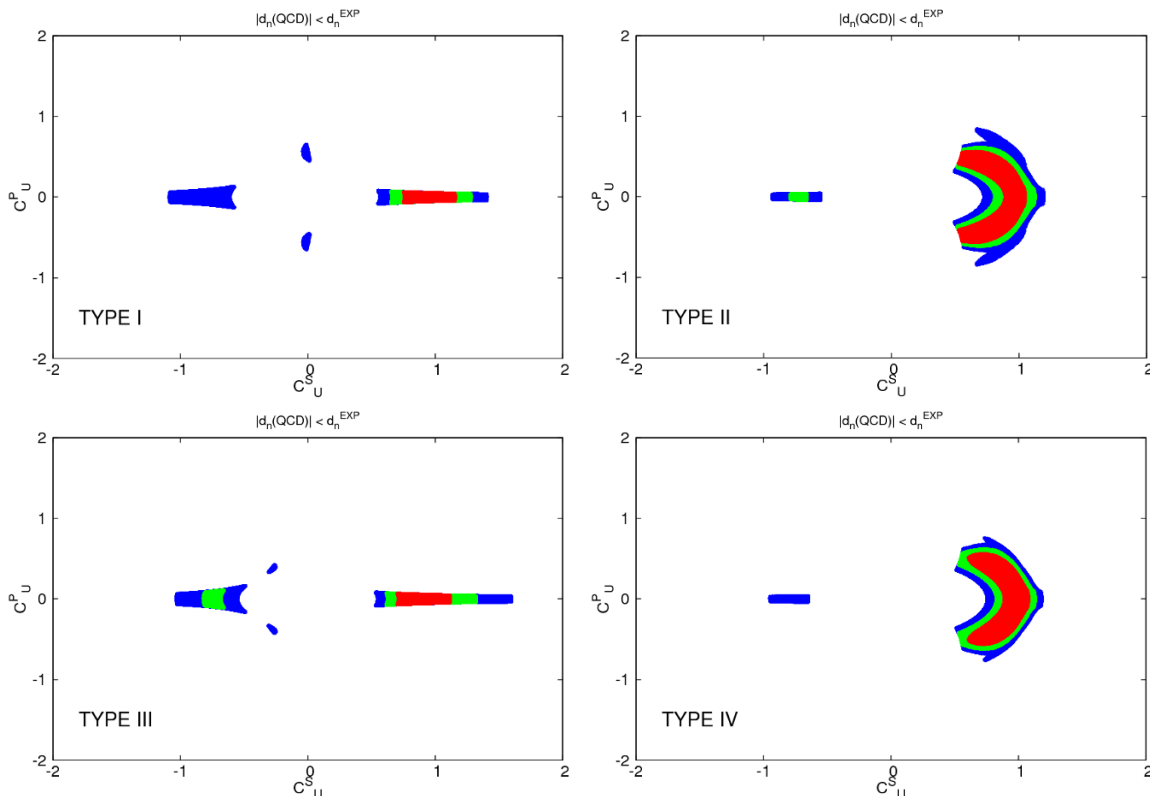 |d_n(QCD)| < d_n^EXP
2
1
0
-1
-2
C^P_U
TYPE I
-2 -1 0 1 2
C^S_U
|d_n(QCD)| < d_n^EXP
2
1
0
-1
-2
C^P_U
TYPE II
-2 -1 0 1 2
C^S_U
|d_n(QCD)| < d_n^EXP
2
1
0
-1
-2
C^P_U
TYPE III
-2 -1 0 1 2
C^S_U
|d_n(QCD)| < d_n^EXP
2
1
0
-1
-2
C^P_U
TYPE IV
-2 -1 0 1 2
C^S_U